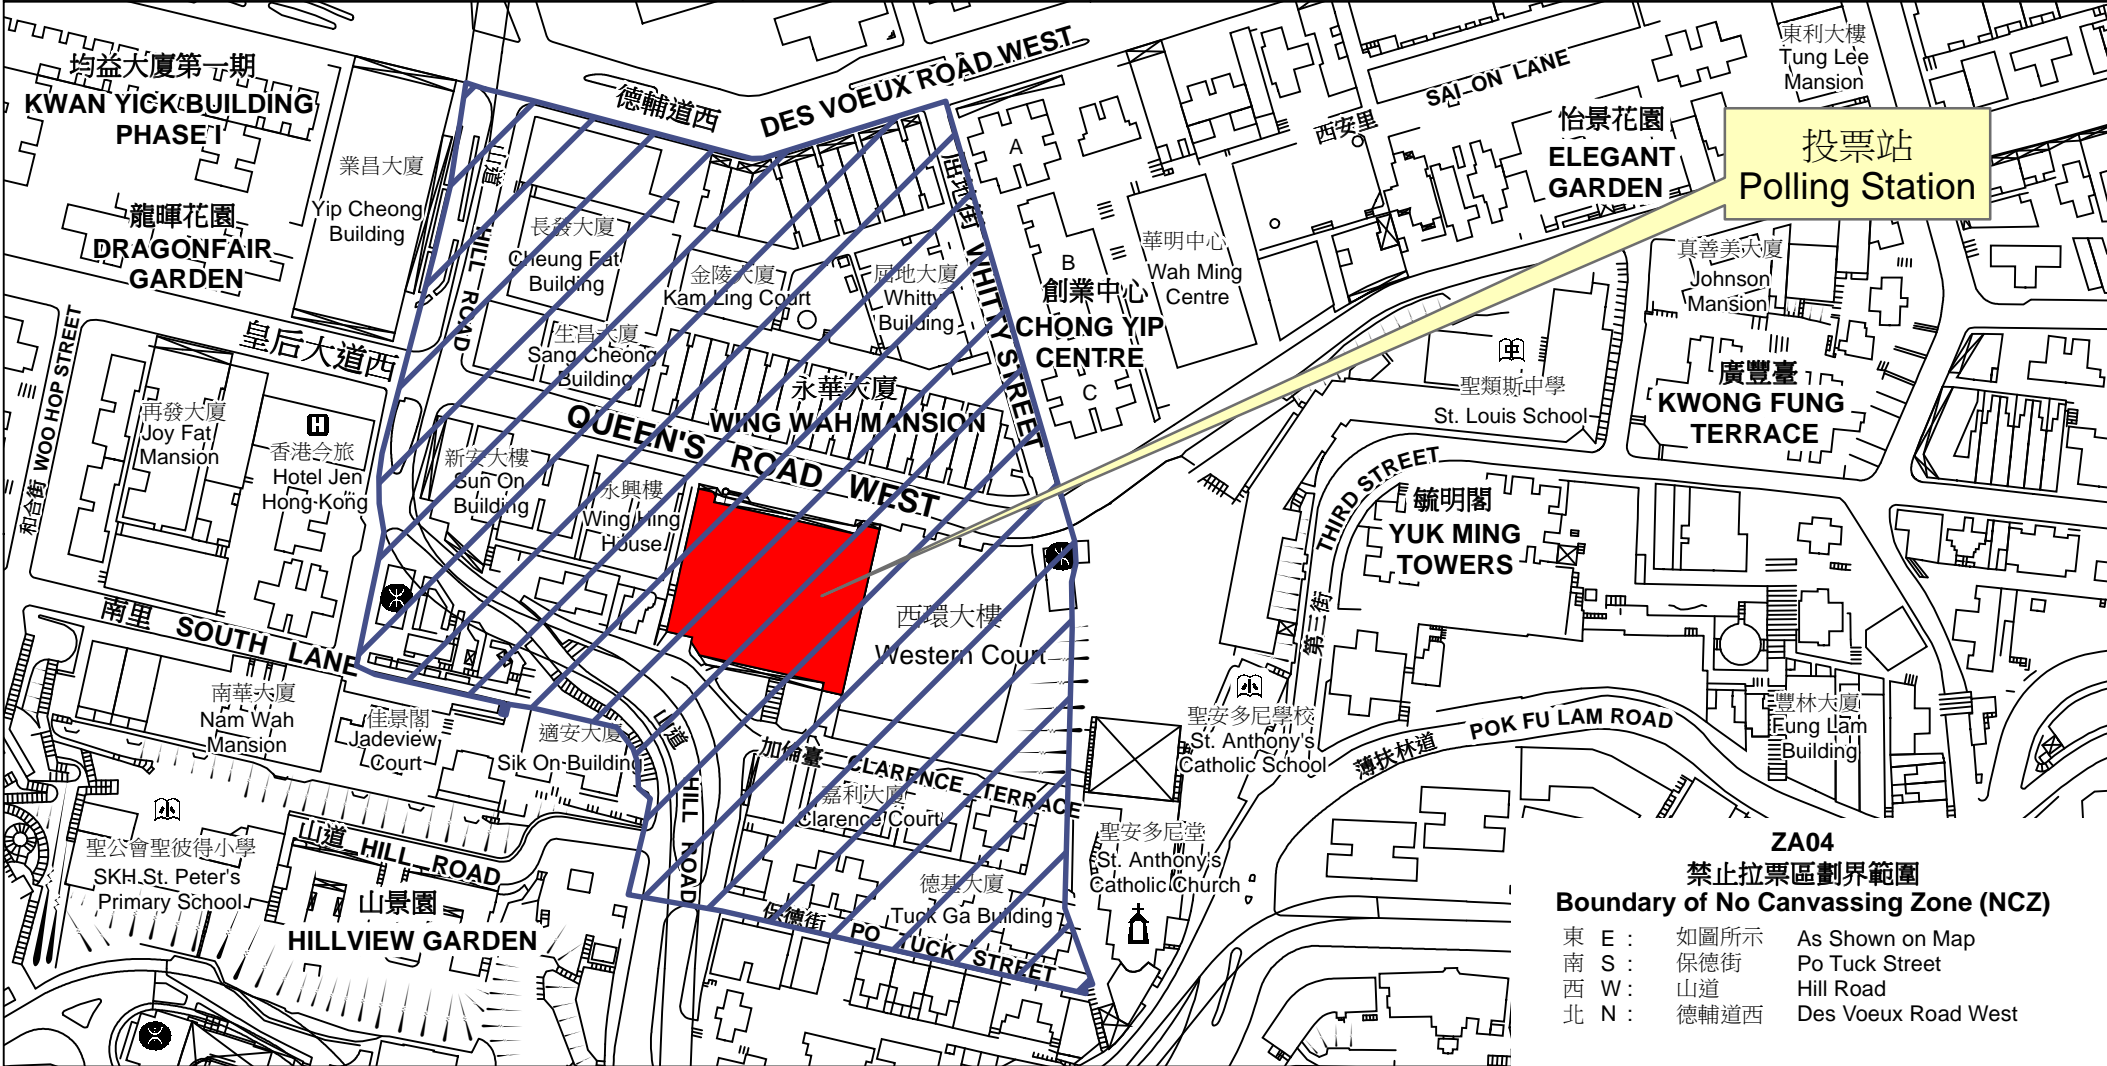 均益大廈第一期
KWAN YICK BUILDING
PHASE I
業昌大廈
Yip Cheong
Building
龍暉花園
DRAGONFAIR
GARDEN
德輔道西 DES VOEUX ROAD WEST
西安里 SAI ON LANE
東利大樓
Tung Lee
Mansion
怡景花園
ELEGANT
GARDEN
投票站
Polling Station
山道 HILL ROAD
長發大廈
Cheung Fat
Building
金陵大廈
Kam Ling Court
屈地大廈
Whitty
Building
屈地街 WHITTY STREET
A
B
C
創業中心
CHONG YIP
CENTRE
華明中心
Wah Ming
Centre
真善美大廈
Johnson
Mansion
生昌大廈
Sang Cheong
Building
永華大廈
WING WAH MANSION
皇后大道西 QUEEN'S ROAD WEST
和合街 WOO HOP STREET
再發大廈
Joy Fat
Mansion
H
香港今旅
Hotel Jen
Hong Kong
新安大樓
Sun On
Building
永興樓
Wing Hing
House
聖類斯中學
St. Louis School
廣豐臺
KWONG FUNG
TERRACE
毓明閣
YUK MING
TOWERS
第三街 THIRD STREET
西環大樓
Western Court
南里 SOUTH LANE
南華大廈
Nam Wah
Mansion
佳景閣
Jadeview
Court
適安大廈
Sik On Building
山道 HILL ROAD
加倫臺 CLARENCE TERRACE
嘉利大廈
Clarence Court
聖安多尼學校
St. Anthony's
Catholic School
薄扶林道 POK FU LAM ROAD
豐林大廈
Fung Lam
Building
聖公會聖彼得小學
SKH St. Peter's
Primary School
山道 HILL ROAD
山景園
HILLVIEW GARDEN
德基大廈
Tuck Ga Building
保德街 PO TUCK STREET
聖安多尼堂
St. Anthony's
Catholic Church
ZA04
禁止拉票區劃界範圍
Boundary of No Canvassing Zone (NCZ)
東 E : 如圖所示 As Shown on Map
南 S : 保德街 Po Tuck Street
西 W : 山道 Hill Road
北 N : 德輔道西 Des Voeux Road West